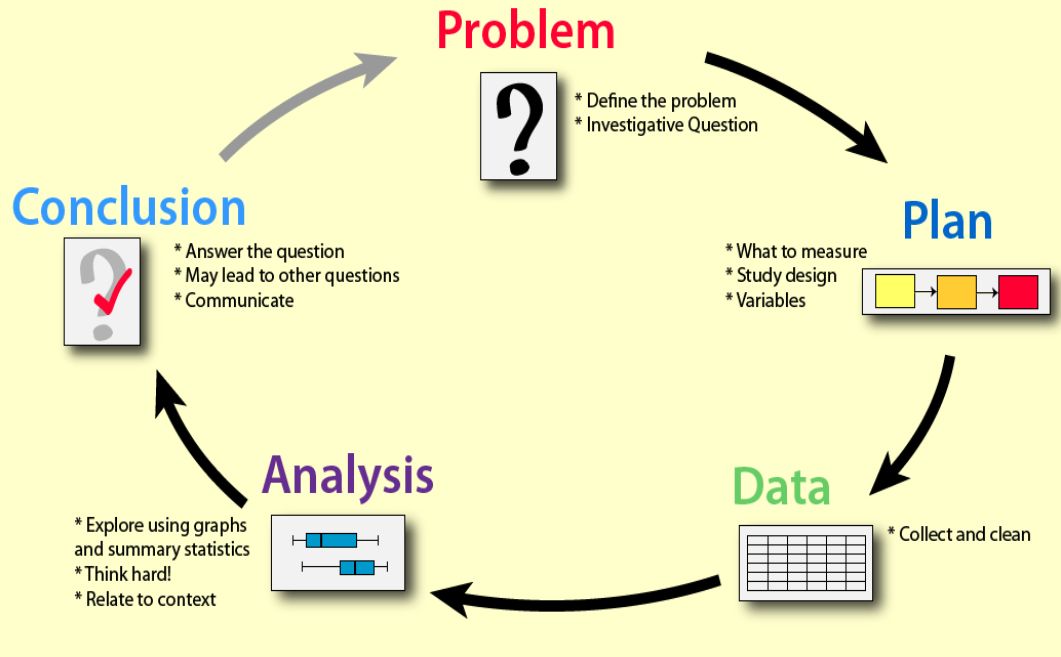 Problem
* Define the problem
* Investigative Question
Plan
* What to measure
* Study design
* Variables
Data
* Collect and clean
Analysis
* Explore using graphs
and summary statistics
* Think hard!
* Relate to context
Conclusion
* Answer the question
* May lead to other questions
* Communicate